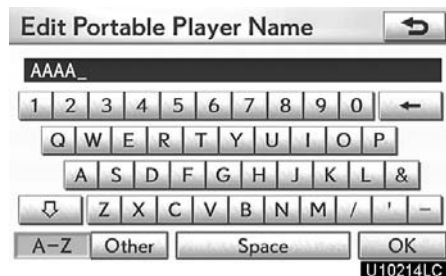 Edit Portable Player Name
AAAA_
1 2 3 4 5 6 7 8 9 0 ←
Q W E R T Y U I O P
A S D F G H J K L &
⇩ Z X C V B N M / ' -
A-Z Other Space OK
U10214LC